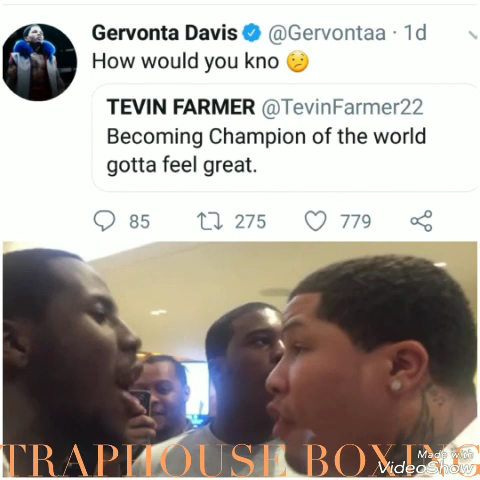 Gervonta Davis @Gervontaa · 1d
How would you kno 😕
TEVIN FARMER @TevinFarmer22
Becoming Champion of the world
gotta feel great.
85 275 779
TRAPHOUSE BOXING
Made with
VideoShow